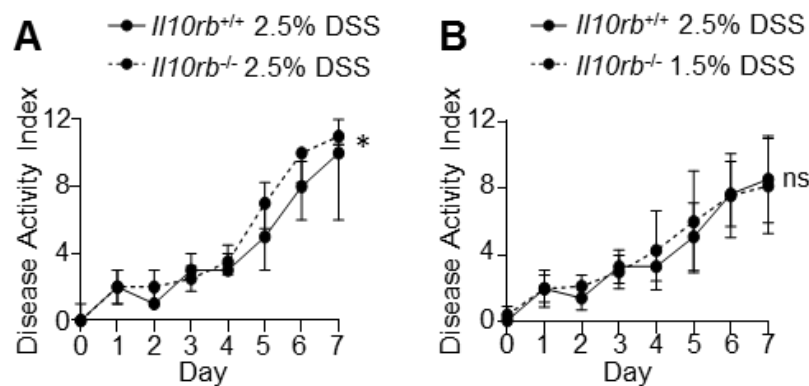 A
Il10rb+/+ 2.5% DSS
Il10rb-/- 2.5% DSS
Disease Activity Index
12
8
4
0
*
0 1 2 3 4 5 6 7
Day
B
Il10rb+/+ 2.5% DSS
Il10rb-/- 1.5% DSS
Disease Activity Index
12
8
4
0
ns
0 1 2 3 4 5 6 7
Day